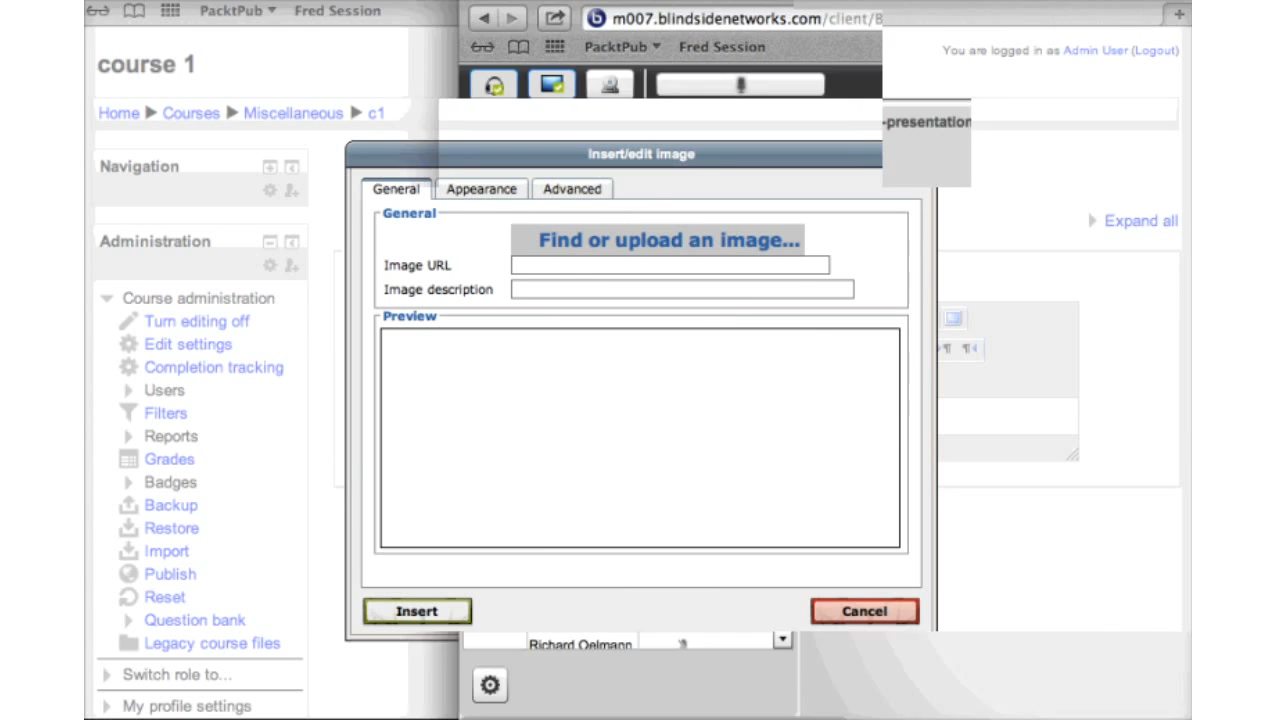 PacktPub Fred Session
m007.blindsidenetworks.com/client/B
PacktPub Fred Session
You are logged in as Admin User (Logout)
course 1
Home Courses Miscellaneous c1
-presentation
Insert/edit image
Navigation
General Appearance Advanced
General
Expand all
Find or upload an image...
Administration
Image URL
Image description
Course administration
Preview
Turn editing off
Edit settings
Completion tracking
Users
Filters
Reports
Grades
Badges
Backup
Restore
Import
Publish
Reset
Insert Cancel
Question bank
Legacy course files
Richard Oelmann
Switch role to...
My profile settings